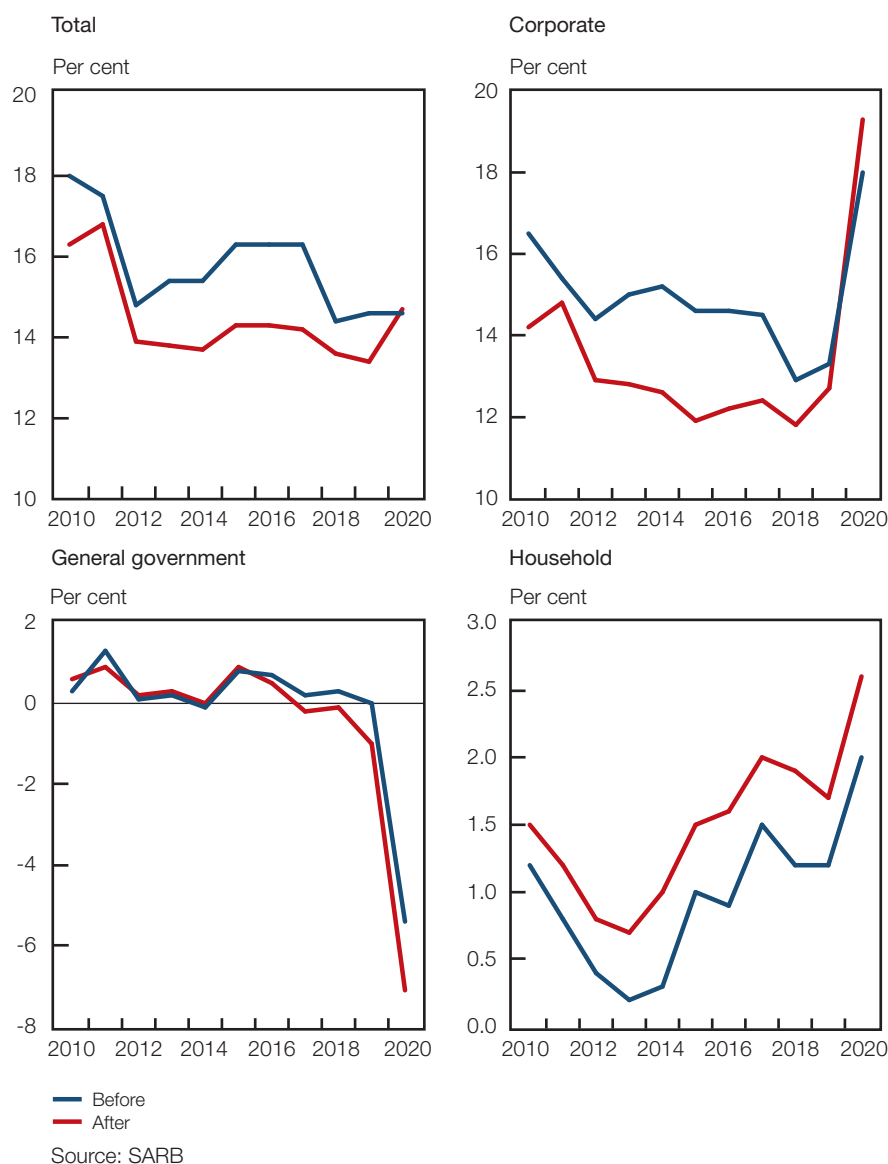 Total
Per cent
20
18
16
14
12
10
2010 2012 2014 2016 2018 2020
Corporate
Per cent
20
18
16
14
12
10
2010 2012 2014 2016 2018 2020
General government
Per cent
2
0
-2
-4
-6
-8
2010 2012 2014 2016 2018 2020
Household
Per cent
3.0
2.5
2.0
1.5
1.0
0.5
0.0
2010 2012 2014 2016 2018 2020
Before
After
Source: SARB